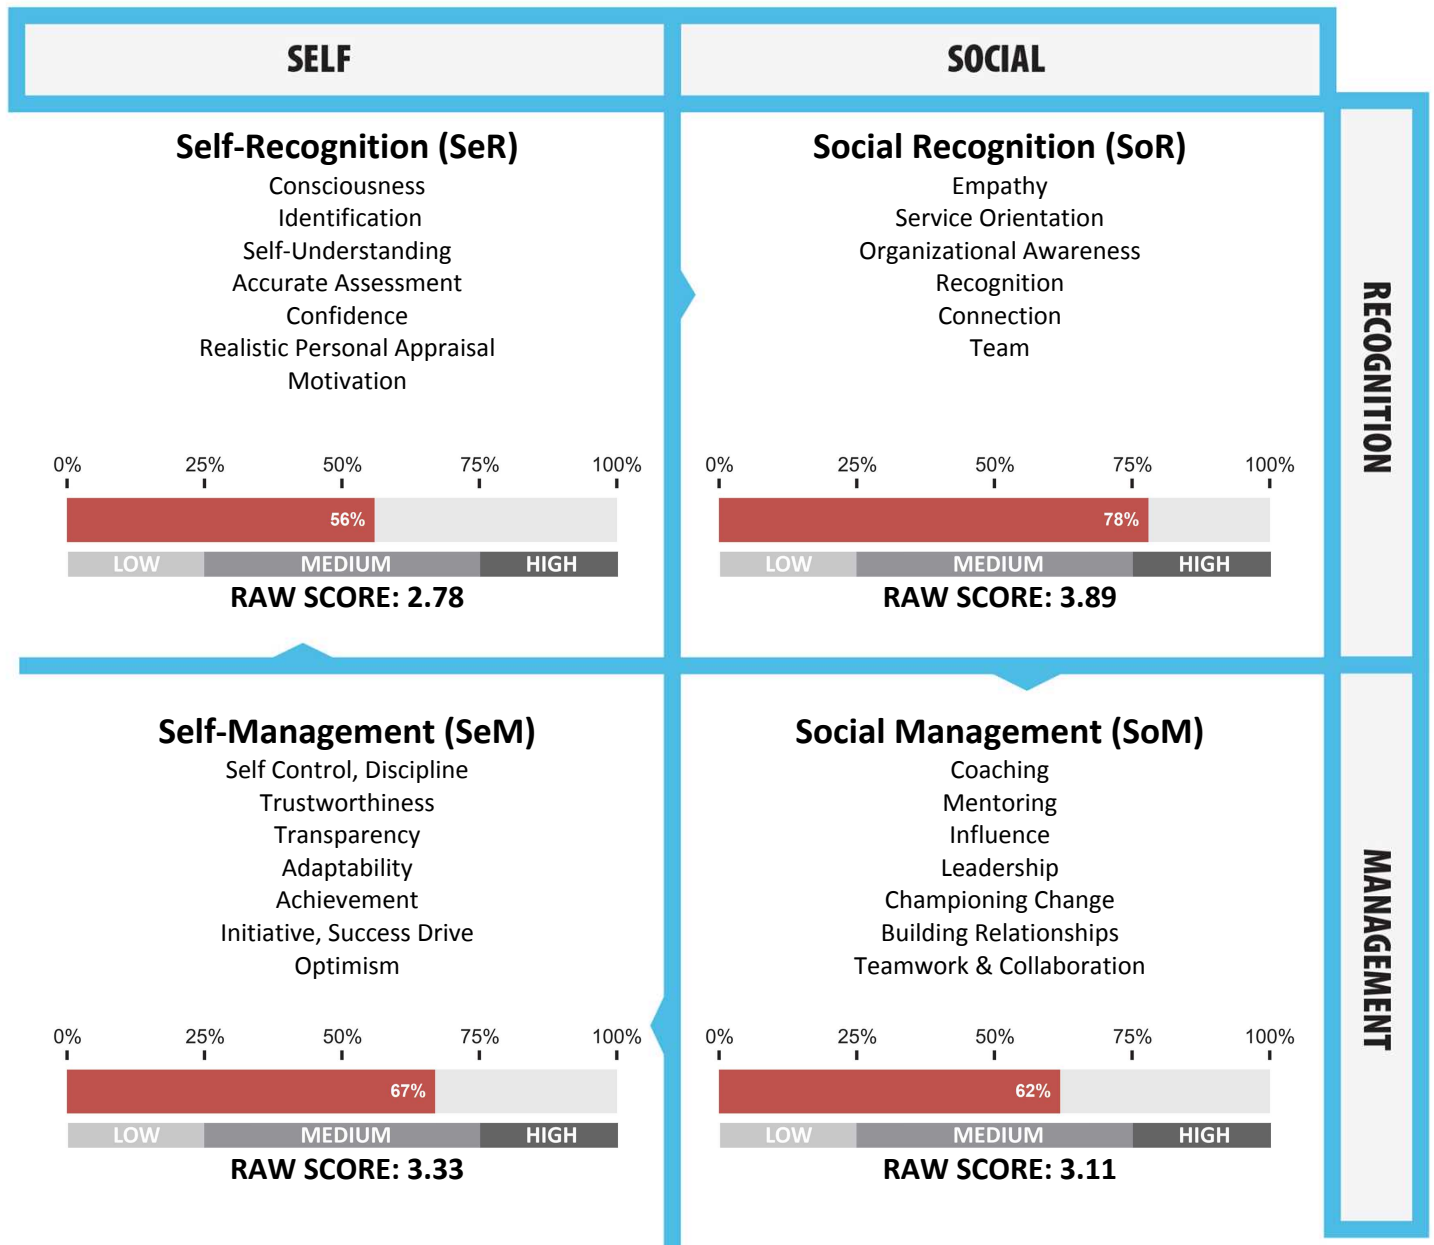 SELF
SOCIAL
RECOGNITION
Self-Recognition (SeR)
Consciousness
Identification
Self-Understanding
Accurate Assessment
Confidence
Realistic Personal Appraisal
Motivation
0% 25% 50% 75% 100%
56%
LOW MEDIUM HIGH
RAW SCORE: 2.78
Social Recognition (SoR)
Empathy
Service Orientation
Organizational Awareness
Recognition
Connection
Team
0% 25% 50% 75% 100%
78%
LOW MEDIUM HIGH
RAW SCORE: 3.89
MANAGEMENT
Self-Management (SeM)
Self Control, Discipline
Trustworthiness
Transparency
Adaptability
Achievement
Initiative, Success Drive
Optimism
0% 25% 50% 75% 100%
67%
LOW MEDIUM HIGH
RAW SCORE: 3.33
Social Management (SoM)
Coaching
Mentoring
Influence
Leadership
Championing Change
Building Relationships
Teamwork & Collaboration
0% 25% 50% 75% 100%
62%
LOW MEDIUM HIGH
RAW SCORE: 3.11